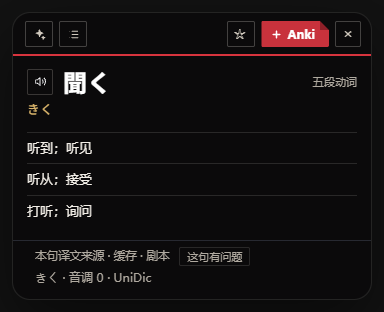 + Anki
聞く
五段动词
きく
听到；听见
听从；接受
打听；询问
本句译文来源 · 缓存 · 剧本 这句有问题
きく · 音调 0 · UniDic